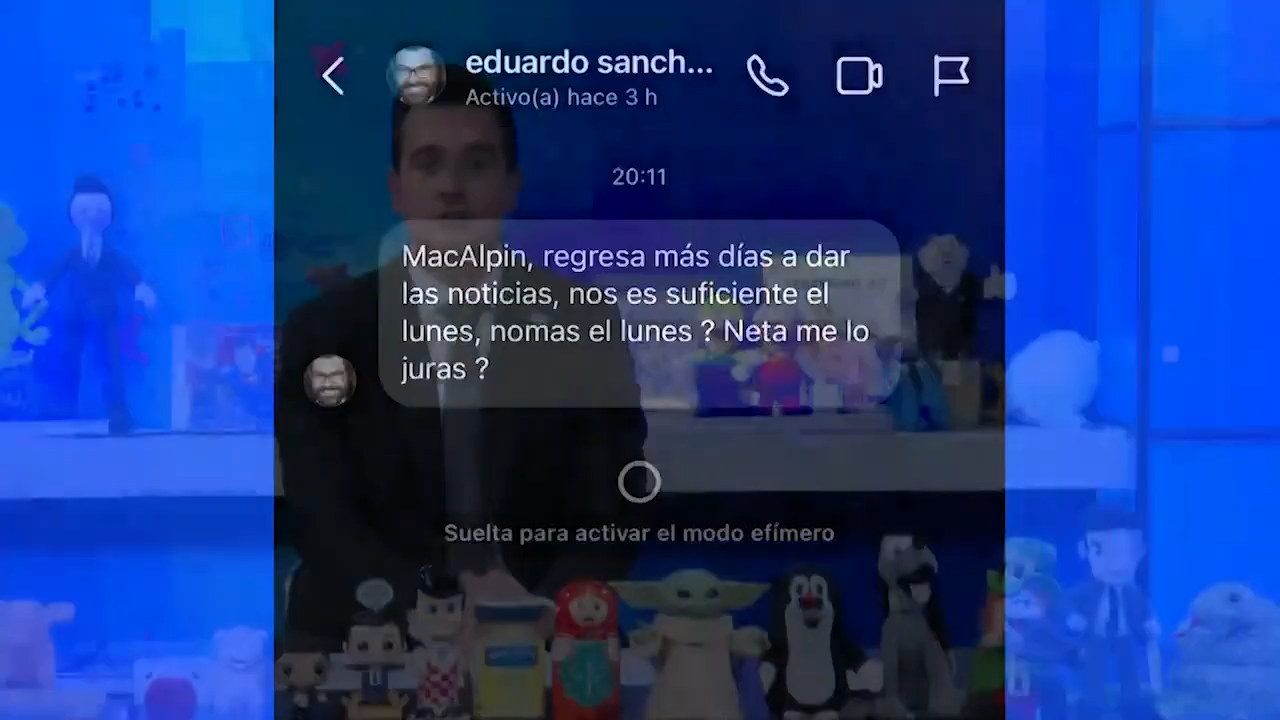 eduardo sanch...
Activo(a) hace 3 h
20:11
MacAlpin, regresa más días a dar
las noticias, nos es suficiente el
lunes, nomas el lunes ? Neta me lo
juras ?
Suelta para activar el modo efímero